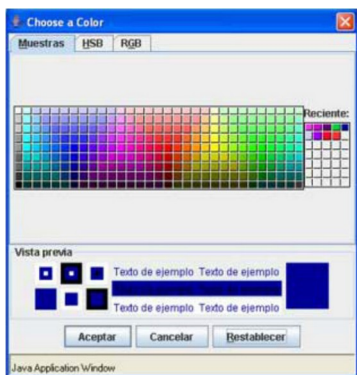 Choose a Color
Muestras HSB RGB
Reciente:
Vista previa
Texto de ejemplo Texto de ejemplo
Texto de ejemplo Texto de ejemplo
Aceptar Cancelar Restablecer
Java Application Window